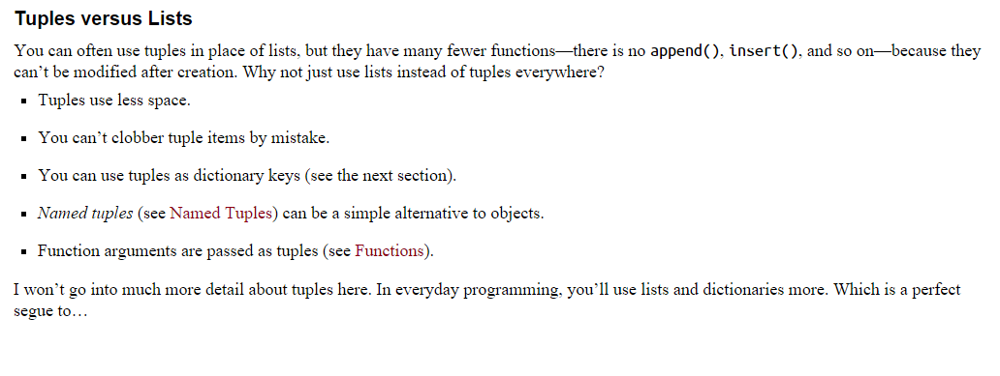 Tuples versus Lists
You can often use tuples in place of lists, but they have many fewer functions—there is no append(), insert(), and so on—because they
can’t be modified after creation. Why not just use lists instead of tuples everywhere?
▪ Tuples use less space.
▪ You can’t clobber tuple items by mistake.
▪ You can use tuples as dictionary keys (see the next section).
▪ Named tuples (see Named Tuples) can be a simple alternative to objects.
▪ Function arguments are passed as tuples (see Functions).
I won’t go into much more detail about tuples here. In everyday programming, you’ll use lists and dictionaries more. Which is a perfect
segue to…